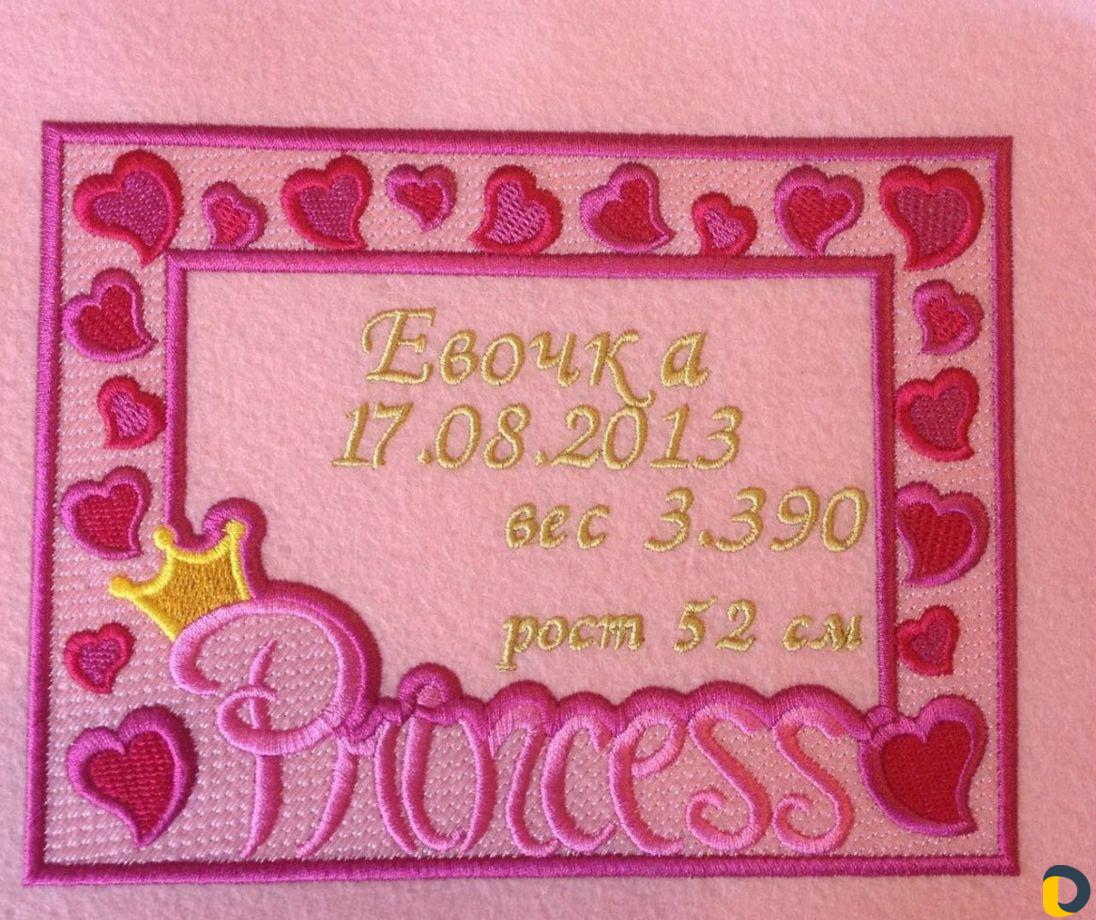 Евочка
17.08.2013
вес 3.390
рост 52 см
Princess